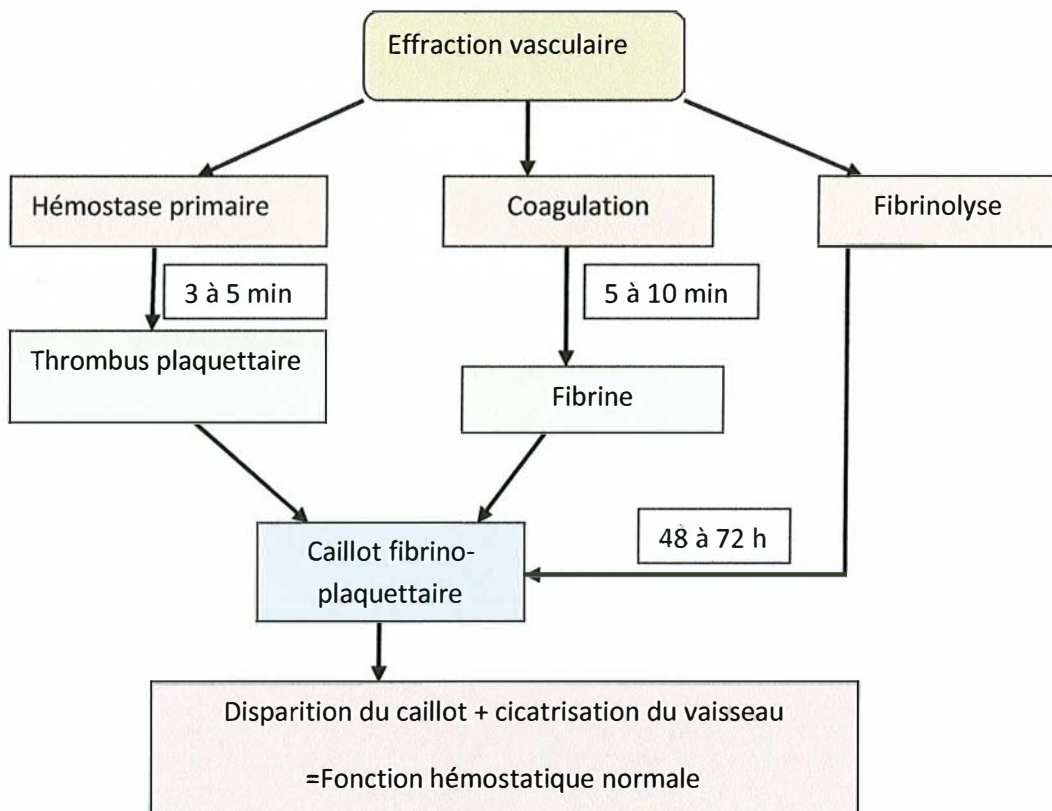 Effraction vasculaire
Hémostase primaire
Coagulation
Fibrinolyse
3 à 5 min
5 à 10 min
Thrombus plaquettaire
Fibrine
48 à 72 h
Caillot fibrino-
plaquettaire
Disparition du caillot + cicatrisation du vaisseau
=Fonction hémostatique normale